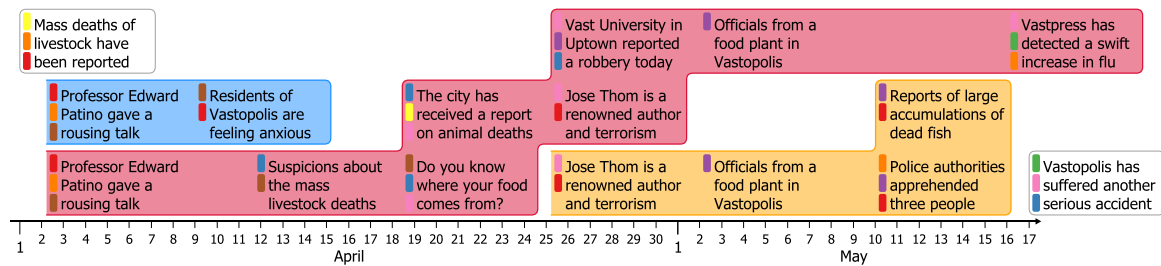 Mass deaths of
livestock have
been reported
Vast University in
Uptown reported
a robbery today
Officials from a
food plant in
Vastopolis
Vastpress has
detected a swift
increase in flu
Professor Edward
Patino gave a
rousing talk
Residents of
Vastopolis are
feeling anxious
The city has
received a report
on animal deaths
Jose Thom is a
renowned author
and terrorism
Reports of large
accumulations of
dead fish
Professor Edward
Patino gave a
rousing talk
Suspicions about
the mass
livestock deaths
Do you know
where your food
comes from?
Jose Thom is a
renowned author
and terrorism
Officials from a
food plant in
Vastopolis
Police authorities
apprehended
three people
Vastopolis has
suffered another
serious accident
1 2 3 4 5 6 7 8 9 10 11 12 13 14 15 16 17 18 19 20 21 22 23 24 25 26 27 28 29 30 1 2 3 4 5 6 7 8 9 10 11 12 13 14 15 16 17
April May